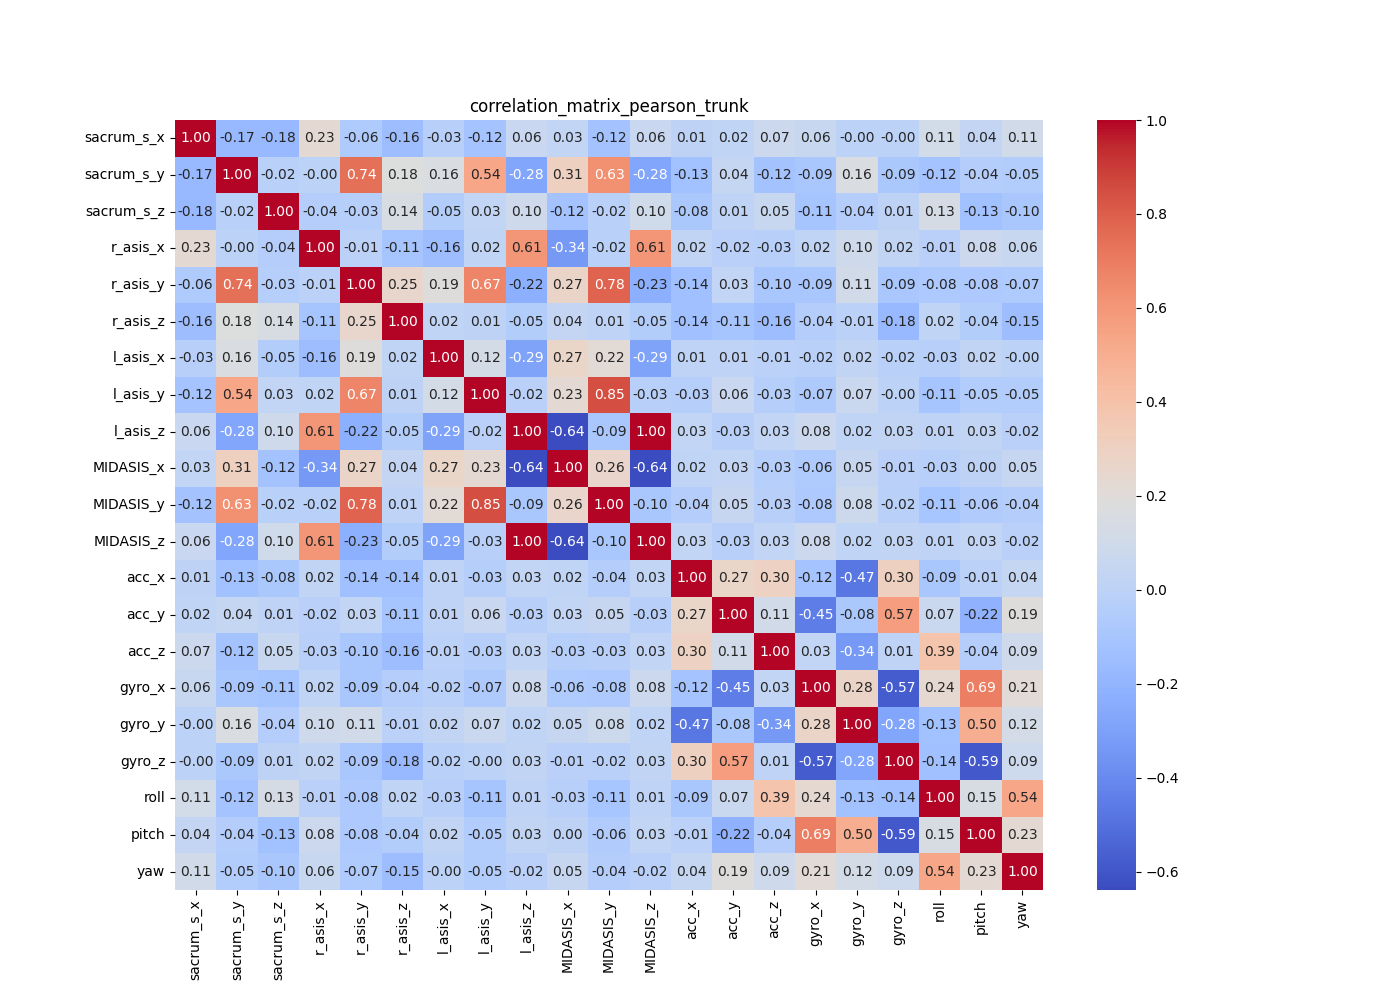 correlation_matrix_pearson_trunk
sacrum_s_x 1.00 -0.17 -0.18 0.23 -0.06 -0.16 -0.03 -0.12 0.06 0.03 -0.12 0.06 0.01 0.02 0.07 0.06 -0.00 -0.00 0.11 0.04 0.11
sacrum_s_y -0.17 1.00 -0.02 -0.00 0.74 0.18 0.16 0.54 -0.28 0.31 0.63 -0.28 -0.13 0.04 -0.12 -0.09 0.16 -0.09 -0.12 -0.04 -0.05
sacrum_s_z -0.18 -0.02 1.00 -0.04 -0.03 0.14 -0.05 0.03 0.10 -0.12 -0.02 0.10 -0.08 0.01 0.05 -0.11 -0.04 0.01 0.13 -0.13 -0.10
r_asis_x 0.23 -0.00 -0.04 1.00 -0.01 -0.11 -0.16 0.02 0.61 -0.34 -0.02 0.61 0.02 -0.02 -0.03 0.02 0.10 0.02 -0.01 0.08 0.06
r_asis_y -0.06 0.74 -0.03 -0.01 1.00 0.25 0.19 0.67 -0.22 0.27 0.78 -0.23 -0.14 0.03 -0.10 -0.09 0.11 -0.09 -0.08 -0.08 -0.07
r_asis_z -0.16 0.18 0.14 -0.11 0.25 1.00 0.02 0.01 -0.05 0.04 0.01 -0.05 -0.14 -0.11 -0.16 -0.04 -0.01 -0.18 0.02 -0.04 -0.15
l_asis_x -0.03 0.16 -0.05 -0.16 0.19 0.02 1.00 0.12 -0.29 0.27 0.22 -0.29 0.01 0.01 -0.01 -0.02 0.02 -0.02 -0.03 0.02 -0.00
l_asis_y -0.12 0.54 0.03 0.02 0.67 0.01 0.12 1.00 -0.02 0.23 0.85 -0.03 -0.03 0.06 -0.03 -0.07 0.07 -0.00 -0.11 -0.05 -0.05
l_asis_z 0.06 -0.28 0.10 0.61 -0.22 -0.05 -0.29 -0.02 1.00 -0.64 -0.09 1.00 0.03 -0.03 0.03 0.08 0.02 0.03 0.01 0.03 -0.02
MIDASIS_x 0.03 0.31 -0.12 -0.34 0.27 0.04 0.27 0.23 -0.64 1.00 0.26 -0.64 0.02 0.03 -0.03 -0.06 0.05 -0.01 -0.03 0.00 0.05
MIDASIS_y -0.12 0.63 -0.02 -0.02 0.78 0.01 0.22 0.85 -0.09 0.26 1.00 -0.10 -0.04 0.05 -0.03 -0.08 0.08 -0.02 -0.11 -0.06 -0.04
MIDASIS_z 0.06 -0.28 0.10 0.61 -0.23 -0.05 -0.29 -0.03 1.00 -0.64 -0.10 1.00 0.03 -0.03 0.03 0.08 0.02 0.03 0.01 0.03 -0.02
acc_x 0.01 -0.13 -0.08 0.02 -0.14 -0.14 0.01 -0.03 0.03 0.02 -0.04 0.03 1.00 0.27 0.30 -0.12 -0.47 0.30 -0.09 -0.01 0.04
acc_y 0.02 0.04 0.01 -0.02 0.03 -0.11 0.01 0.06 -0.03 0.03 0.05 -0.03 0.27 1.00 0.11 -0.45 -0.08 0.57 0.07 -0.22 0.19
acc_z 0.07 -0.12 0.05 -0.03 -0.10 -0.16 -0.01 -0.03 0.03 -0.03 -0.03 0.03 0.30 0.11 1.00 0.03 -0.34 0.01 0.39 -0.04 0.09
gyro_x 0.06 -0.09 -0.11 0.02 -0.09 -0.04 -0.02 -0.07 0.08 -0.06 -0.08 0.08 -0.12 -0.45 0.03 1.00 0.28 -0.57 0.24 0.69 0.21
gyro_y -0.00 0.16 -0.04 0.10 0.11 -0.01 0.02 0.07 0.02 0.05 0.08 0.02 -0.47 -0.08 -0.34 0.28 1.00 -0.28 -0.13 0.50 0.12
gyro_z -0.00 -0.09 0.01 0.02 -0.09 -0.18 -0.02 -0.00 0.03 -0.01 -0.02 0.03 0.30 0.57 0.01 -0.57 -0.28 1.00 -0.14 -0.59 0.09
roll 0.11 -0.12 0.13 -0.01 -0.08 0.02 -0.03 -0.11 0.01 -0.03 -0.11 0.01 -0.09 0.07 0.39 0.24 -0.13 -0.14 1.00 0.15 0.54
pitch 0.04 -0.04 -0.13 0.08 -0.08 -0.04 0.02 -0.05 0.03 0.00 -0.06 0.03 -0.01 -0.22 -0.04 0.69 0.50 -0.59 0.15 1.00 0.23
yaw 0.11 -0.05 -0.10 0.06 -0.07 -0.15 -0.00 -0.05 -0.02 0.05 -0.04 -0.02 0.04 0.19 0.09 0.21 0.12 0.09 0.54 0.23 1.00
sacrum_s_x sacrum_s_y sacrum_s_z r_asis_x r_asis_y r_asis_z l_asis_x l_asis_y l_asis_z MIDASIS_x MIDASIS_y MIDASIS_z acc_x acc_y acc_z gyro_x gyro_y gyro_z roll pitch yaw
1.0
0.8
0.6
0.4
0.2
0.0
−0.2
−0.4
−0.6